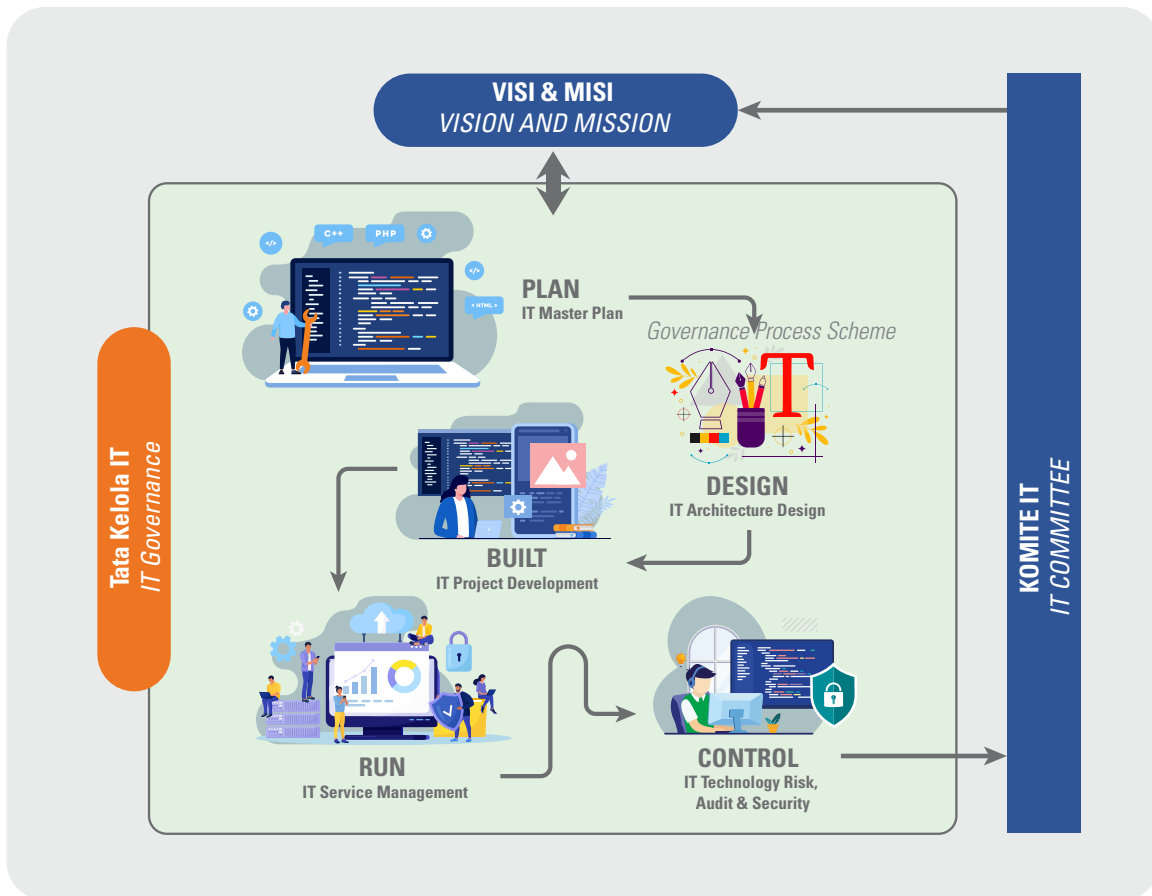 VISI & MISI
VISION AND MISSION
C++
PHP
</>
</>
< HTML >
PLAN
IT Master Plan
Governance Process Scheme
T
DESIGN
IT Architecture Design
BUILT
IT Project Development
RUN
IT Service Management
CONTROL
IT Technology Risk,
Audit & Security
Tata Kelola IT
IT Governance
KOMITE IT
IT COMMITTEE